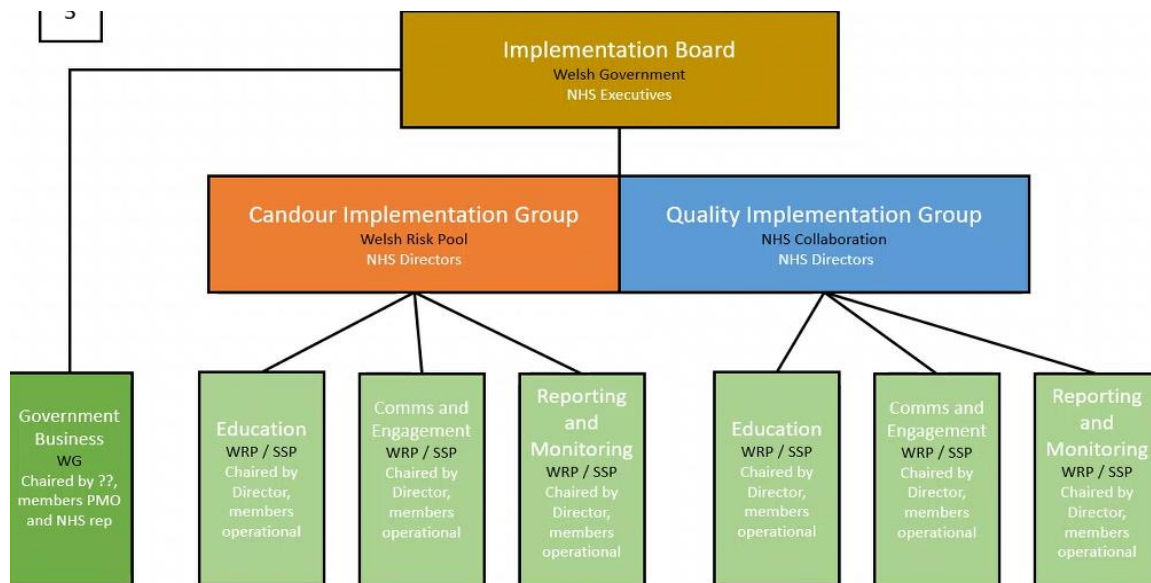 3
Implementation Board
Welsh Government
NHS Executives
Candour Implementation Group
Welsh Risk Pool
NHS Directors
Quality Implementation Group
NHS Collaboration
NHS Directors
Government
Business
WG
Chaired by ??,
members PMO
and NHS rep
Education
WRP / SSP
Chaired by
Director,
members
operational
Comms and
Engagement
WRP / SSP
Chaired by
Director,
members
operational
Reporting
and
Monitoring
WRP / SSP
Chaired by
Director,
members
operational
Education
WRP / SSP
Chaired by
Director,
members
operational
Comms and
Engagement
WRP / SSP
Chaired by
Director,
members
operational
Reporting
and
Monitoring
WRP / SSP
Chaired by
Director,
members
operational